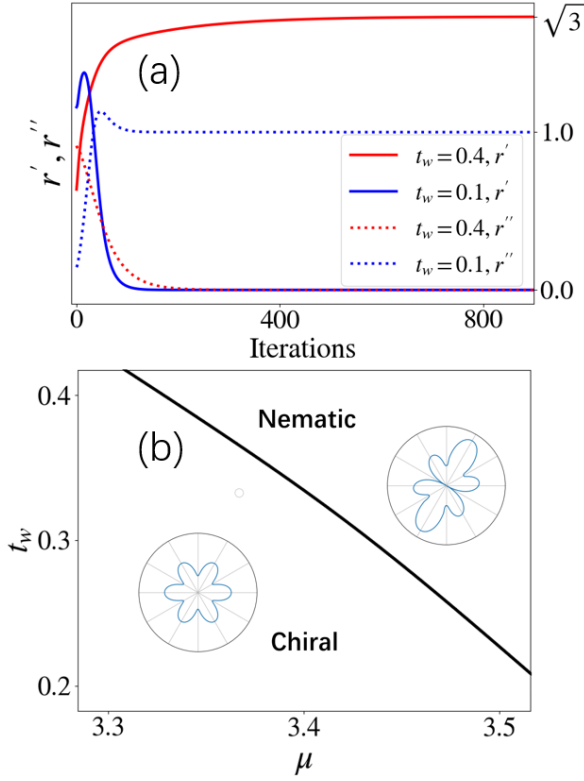 (a)
√3
1.0
0.0
r′, r″
t_w = 0.4, r′
t_w = 0.1, r′
t_w = 0.4, r″
t_w = 0.1, r″
0 400 800
Iterations
(b)
Nematic
Chiral
0.4
0.3
0.2
t_w
3.3 3.4 3.5
μ